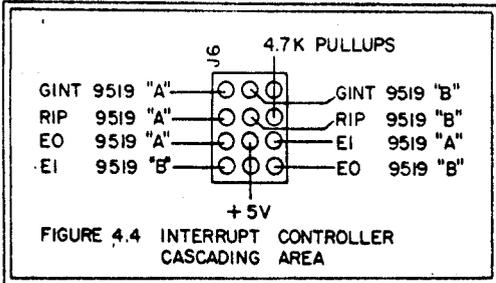 J6
4.7K PULLUPS
GINT 9519 "A"
GINT 9519 "B"
RIP 9519 "A"
RIP 9519 "B"
EO 9519 "A"
EI 9519 "A"
EI 9519 "B"
EO 9519 "B"
+5V
FIGURE 4.4 INTERRUPT CONTROLLER
CASCADING AREA